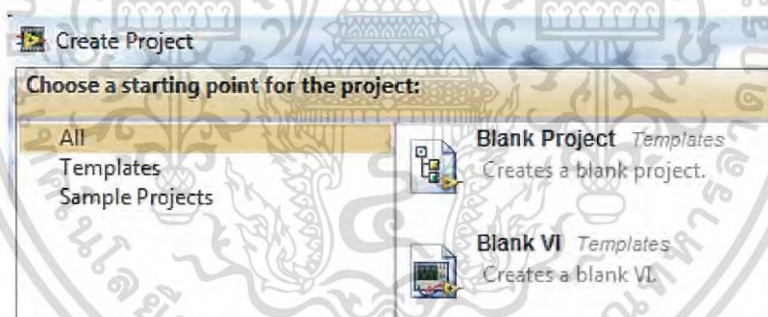 Create Project
Choose a starting point for the project:
All
Templates
Sample Projects
Blank Project Templates
Creates a blank project.
Blank VI Templates
Creates a blank VI.